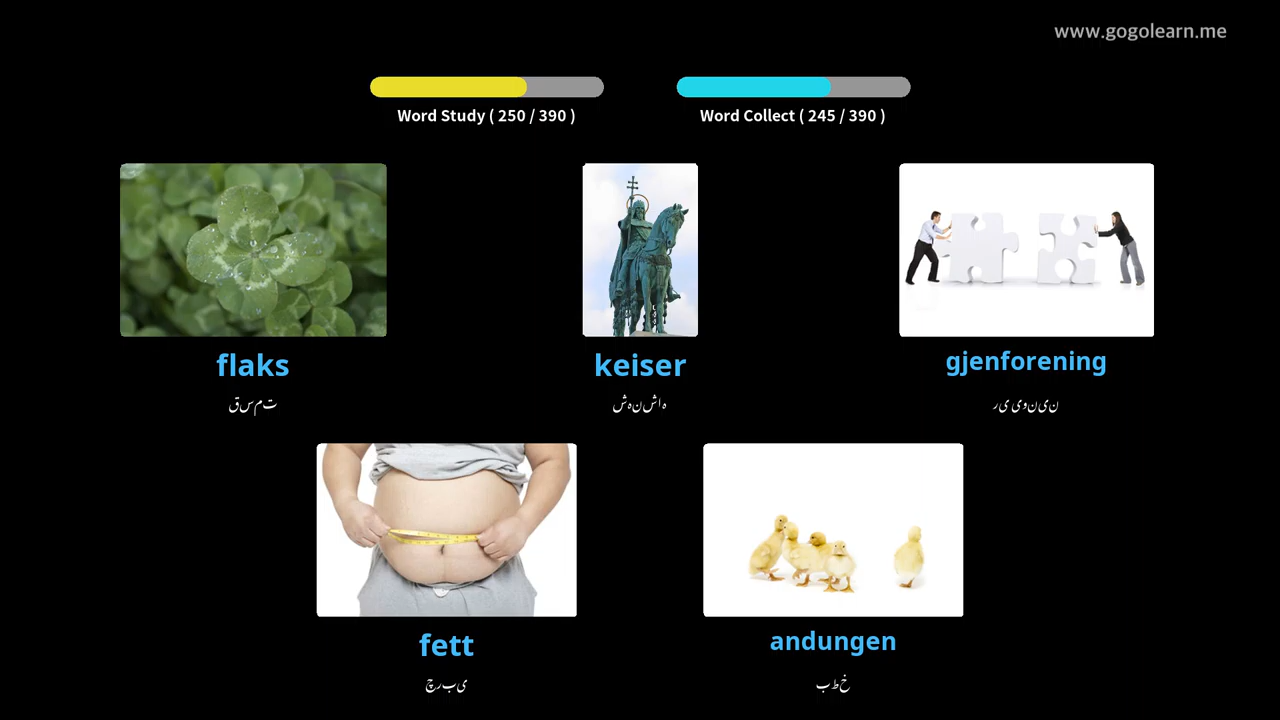 www.gogolearn.me
Word Study ( 250 / 390 )
Word Collect ( 245 / 390 )
flaks
keiser
gjenforening
قسمت
شہنشاہ
ری یونین
fett
andungen
چربی
بطخ